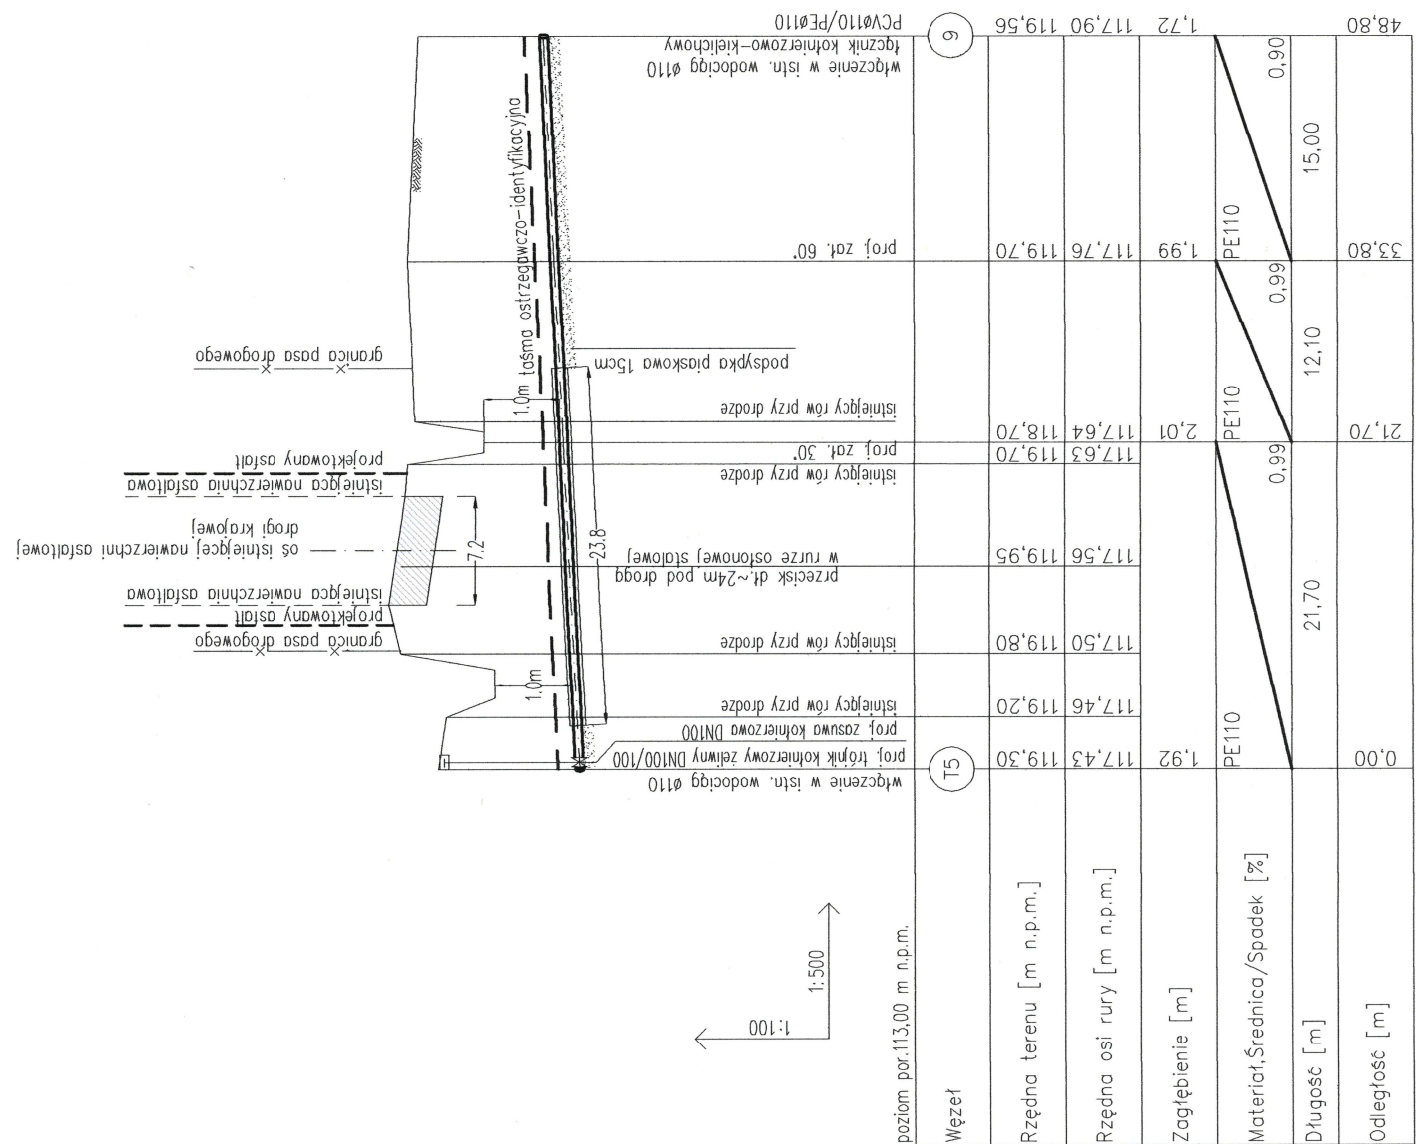 włączenie w istn. wodociąg ø110
łącznik kołnierzowo-kielichowy
PCVø110/PEø110
taśma ostrzegawczo-identyfikacyjna
proj. zał. 60°
granica pasa drogowego
podsypka piaskowa 15cm
1.0m
istniejący rów przy drodze
proj. zał. 30°
istniejący rów przy drodze
projektowany asfalt
istniejąca nawierzchnia asfaltowa
oś istniejącej nawierzchni asfaltowej
drogi krajowej
7.2
23.8
przecisk dł.~24m pod drogą
w rurze osłonowej stalowej
istniejąca nawierzchnia asfaltowa
projektowany asfalt
granica pasa drogowego
istniejący rów przy drodze
1.0m
istniejący rów przy drodze
proj. zasuwa kołnierzowa DN100
proj. trójnik kołnierzowy żeliwny DN100/100
włączenie w istn. wodociąg ø110
H
1:100
1:500
poziom por.113,00 m n.p.m.
Węzeł
T5
9
Rzędna terenu [m n.p.m.]
119,30
119,20
119,80
119,95
119,70
118,70
119,70
119,56
Rzędna osi rury [m n.p.m.]
117,43
117,46
117,50
117,56
117,63
117,64
117,76
117,90
Zagłębienie [m]
1,92
2,01
1,99
1,72
Materiał,Średnica/Spadek [%]
PE110
0,99
PE110
0,99
PE110
0,90
Długość [m]
21,70
12,10
15,00
Odległość [m]
0,00
21,70
33,80
48,80